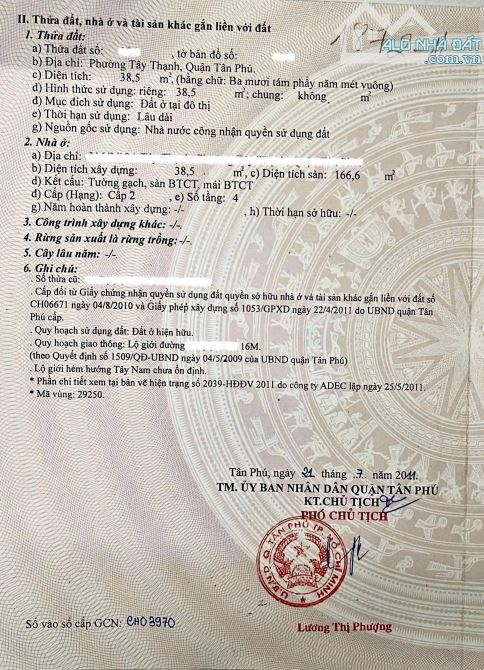 II. Thửa đất, nhà ở và tài sản khác gắn liền với đất
ALO NHÀ ĐẤT
1. Thửa đất:
a) Thửa đất số: , tờ bản đồ số:
b) Địa chỉ: Phường Tây Thạnh, Quận Tân Phú.
c) Diện tích: 38,5 m², (bằng chữ: Ba mươi tám phẩy năm mét vuông)
d) Hình thức sử dụng: riêng: 38,5 m²; chung: không m²
đ) Mục đích sử dụng: Đất ở tại đô thị
e) Thời hạn sử dụng: Lâu dài
g) Nguồn gốc sử dụng: Nhà nước công nhận quyền sử dụng đất
2. Nhà ở:
a) Địa chỉ:
b) Diện tích xây dựng: 38,5 m², c) Diện tích sàn: 166,6 m²
d) Kết cấu: Tường gạch, sàn BTCT, mái BTCT
đ) Cấp (Hạng): Cấp 2 , e) Số tầng: 4
g) Năm hoàn thành xây dựng: -/- , h) Thời hạn sở hữu: -/-
3. Công trình xây dựng khác: -/-.
4. Rừng sản xuất là rừng trồng: -/-.
5. Cây lâu năm: -/-.
6. Ghi chú:
. Số thửa cũ:
. Cấp đổi từ Giấy chứng nhận quyền sử dụng đất quyền sở hữu nhà ở và tài sản khác gắn liền với đất số
CH06671 ngày 04/8/2010 và Giấy phép xây dựng số 1053/GPXD ngày 22/4/2011 do UBND quận Tân
Phú cấp.
. Quy hoạch sử dụng đất: Đất ở hiện hữu.
. Quy hoạch giao thông: Lộ giới đường 16M.
(theo Quyết định số 1509/QĐ-UBND ngày 04/5/2009 của UBND quận Tân Phú)
. Lộ giới hẻm hướng Tây Nam chưa ổn định.
* Phần chi tiết xem tại bản vẽ hiện trạng số 2039-HĐĐV 2011 do công ty ADEC lập ngày 25/5/2011.
* Mã vùng: 29250.
Tân Phú, ngày 21 tháng .7. năm 2011.
TM. ỦY BAN NHÂN DÂN QUẬN TÂN PHÚ
KT.CHỦ TỊCH
PHÓ CHỦ TỊCH
U.B.N.D Q.TÂN PHÚ TP.HỒ CHÍ MINH
Số vào sổ cấp GCN: CH03970
Lương Thị Phượng